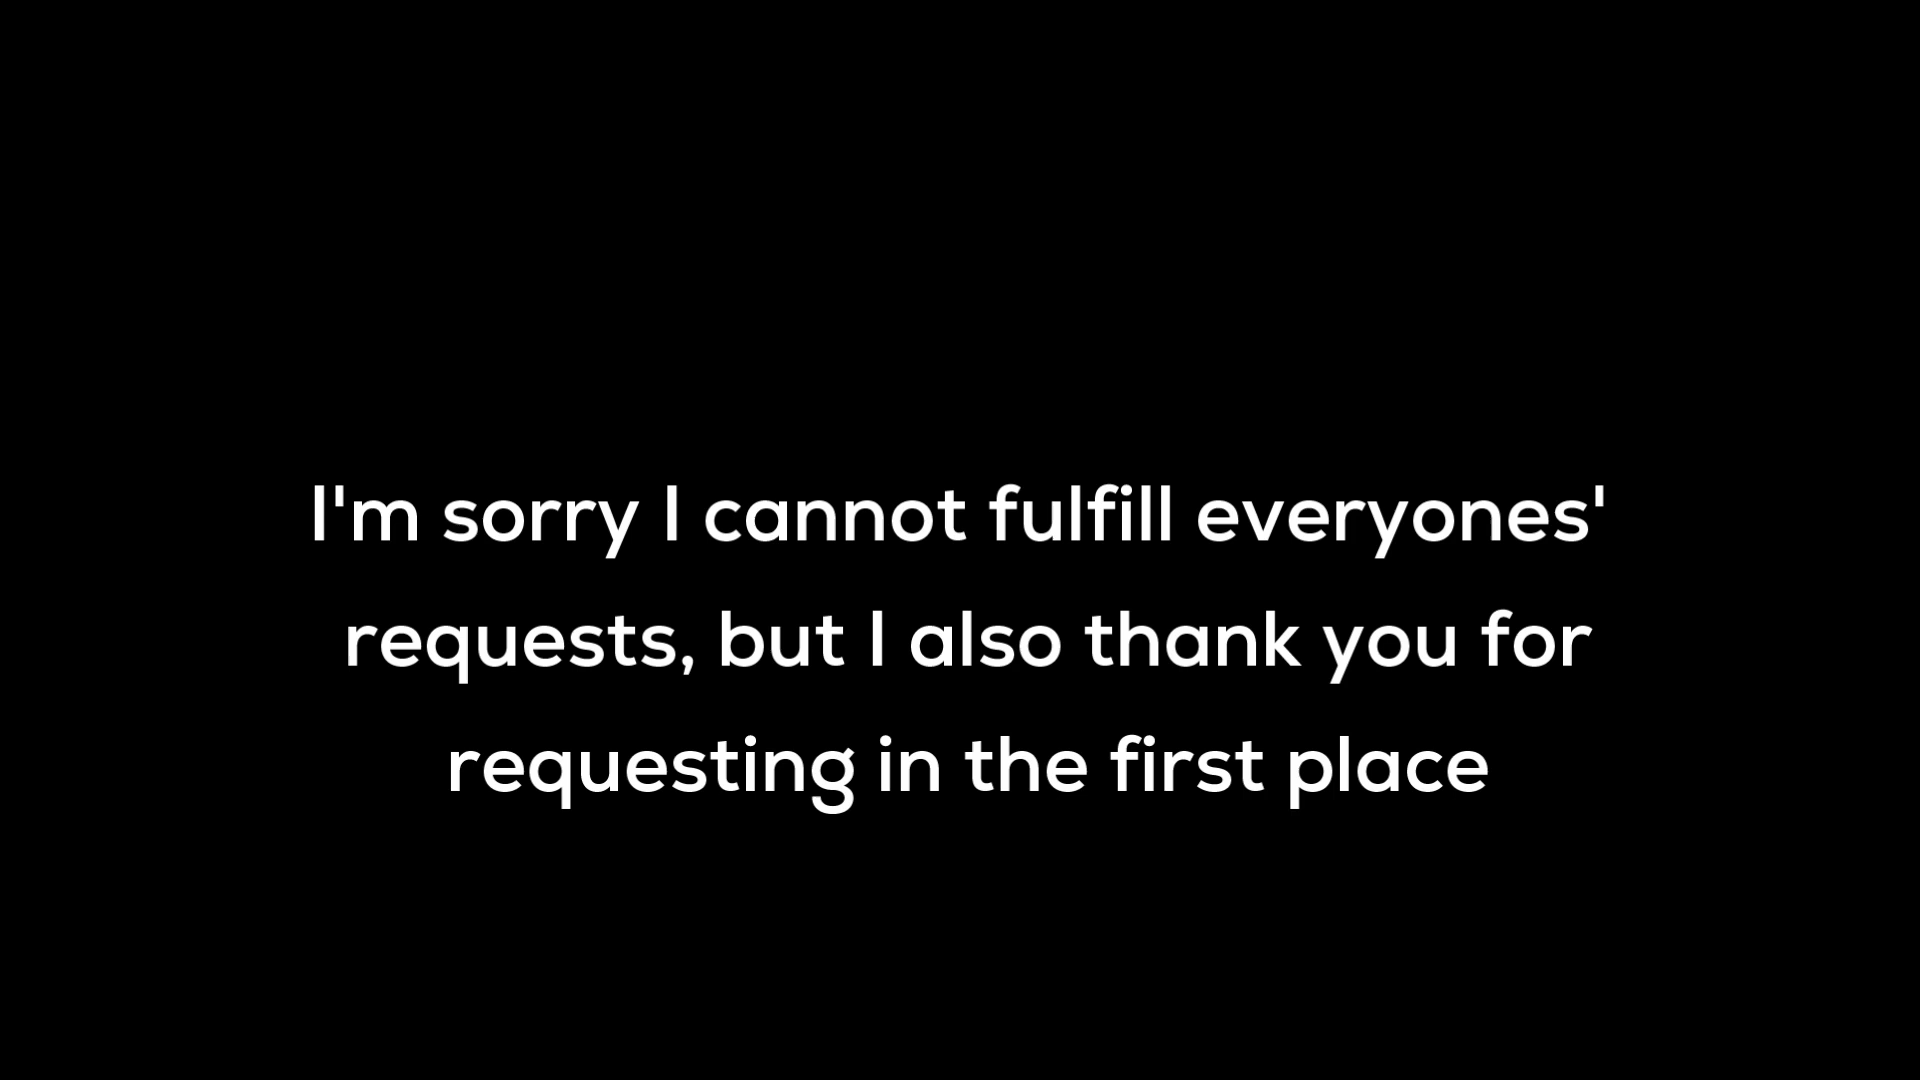 I'm sorry I cannot fulfill everyones'
requests, but I also thank you for
requesting in the first place